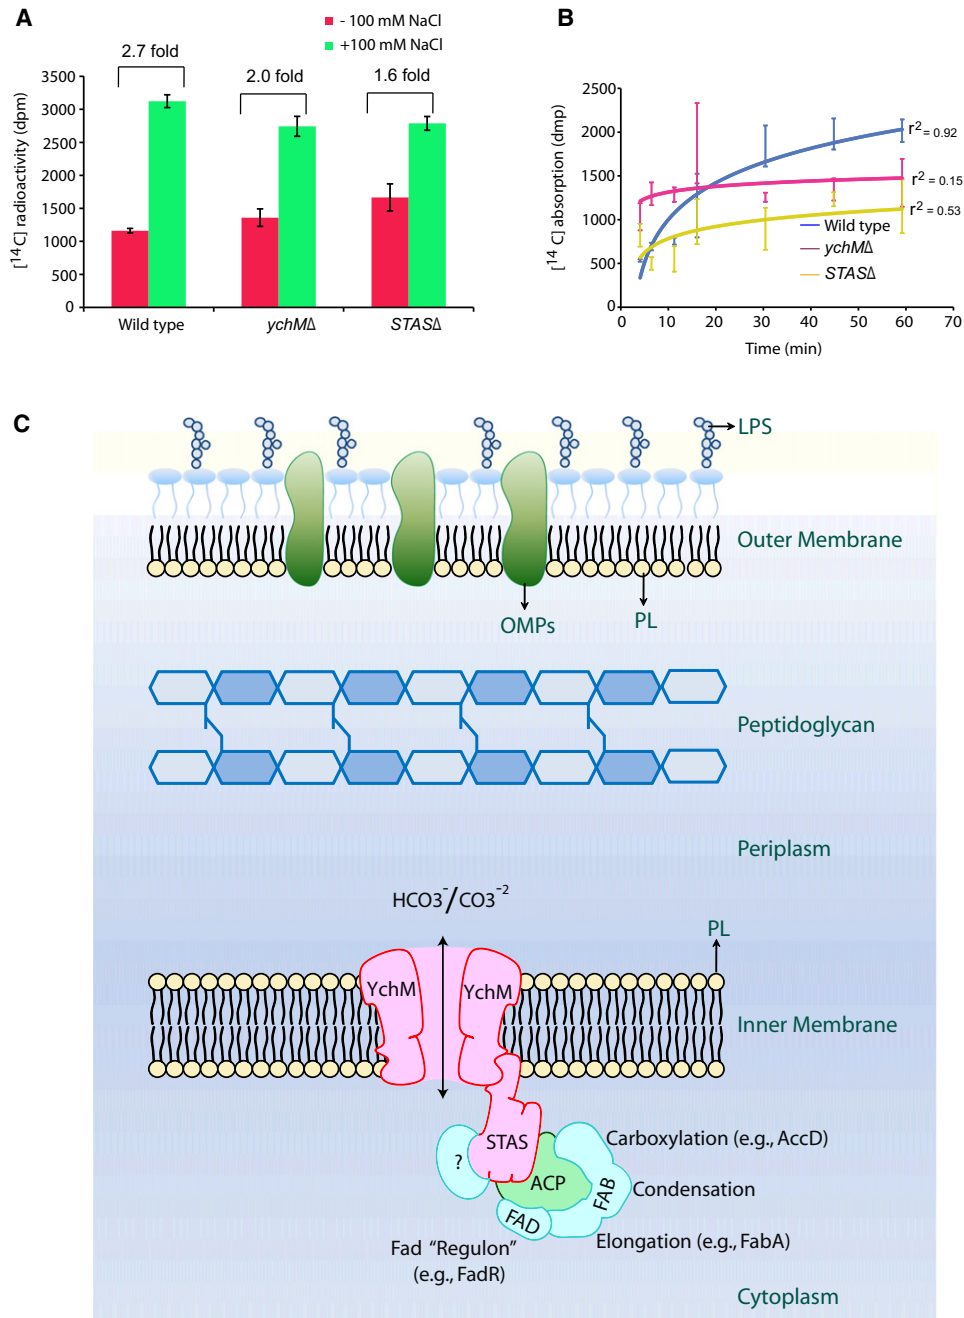 A
- 100 mM NaCl
+100 mM NaCl
2.7 fold
2.0 fold
1.6 fold
[14C] radioactivity (dpm)
3500
3000
2500
2000
1500
1000
500
0
Wild type
ychMΔ
STASΔ
B
[14 C] absorption (dmp)
2500
2000
1500
1000
500
0
r2 = 0.92
r2 = 0.15
r2 = 0.53
Wild type
ychMΔ
STASΔ
0 10 20 30 40 50 60 70
Time (min)
C
LPS
Outer Membrane
OMPs
PL
Peptidoglycan
Periplasm
HCO3-/CO3-2
PL
YchM
YchM
Inner Membrane
STAS
?
ACP
FAB
FAD
Carboxylation (e.g., AccD)
Condensation
Elongation (e.g., FabA)
Fad “Regulon”
(e.g., FadR)
Cytoplasm